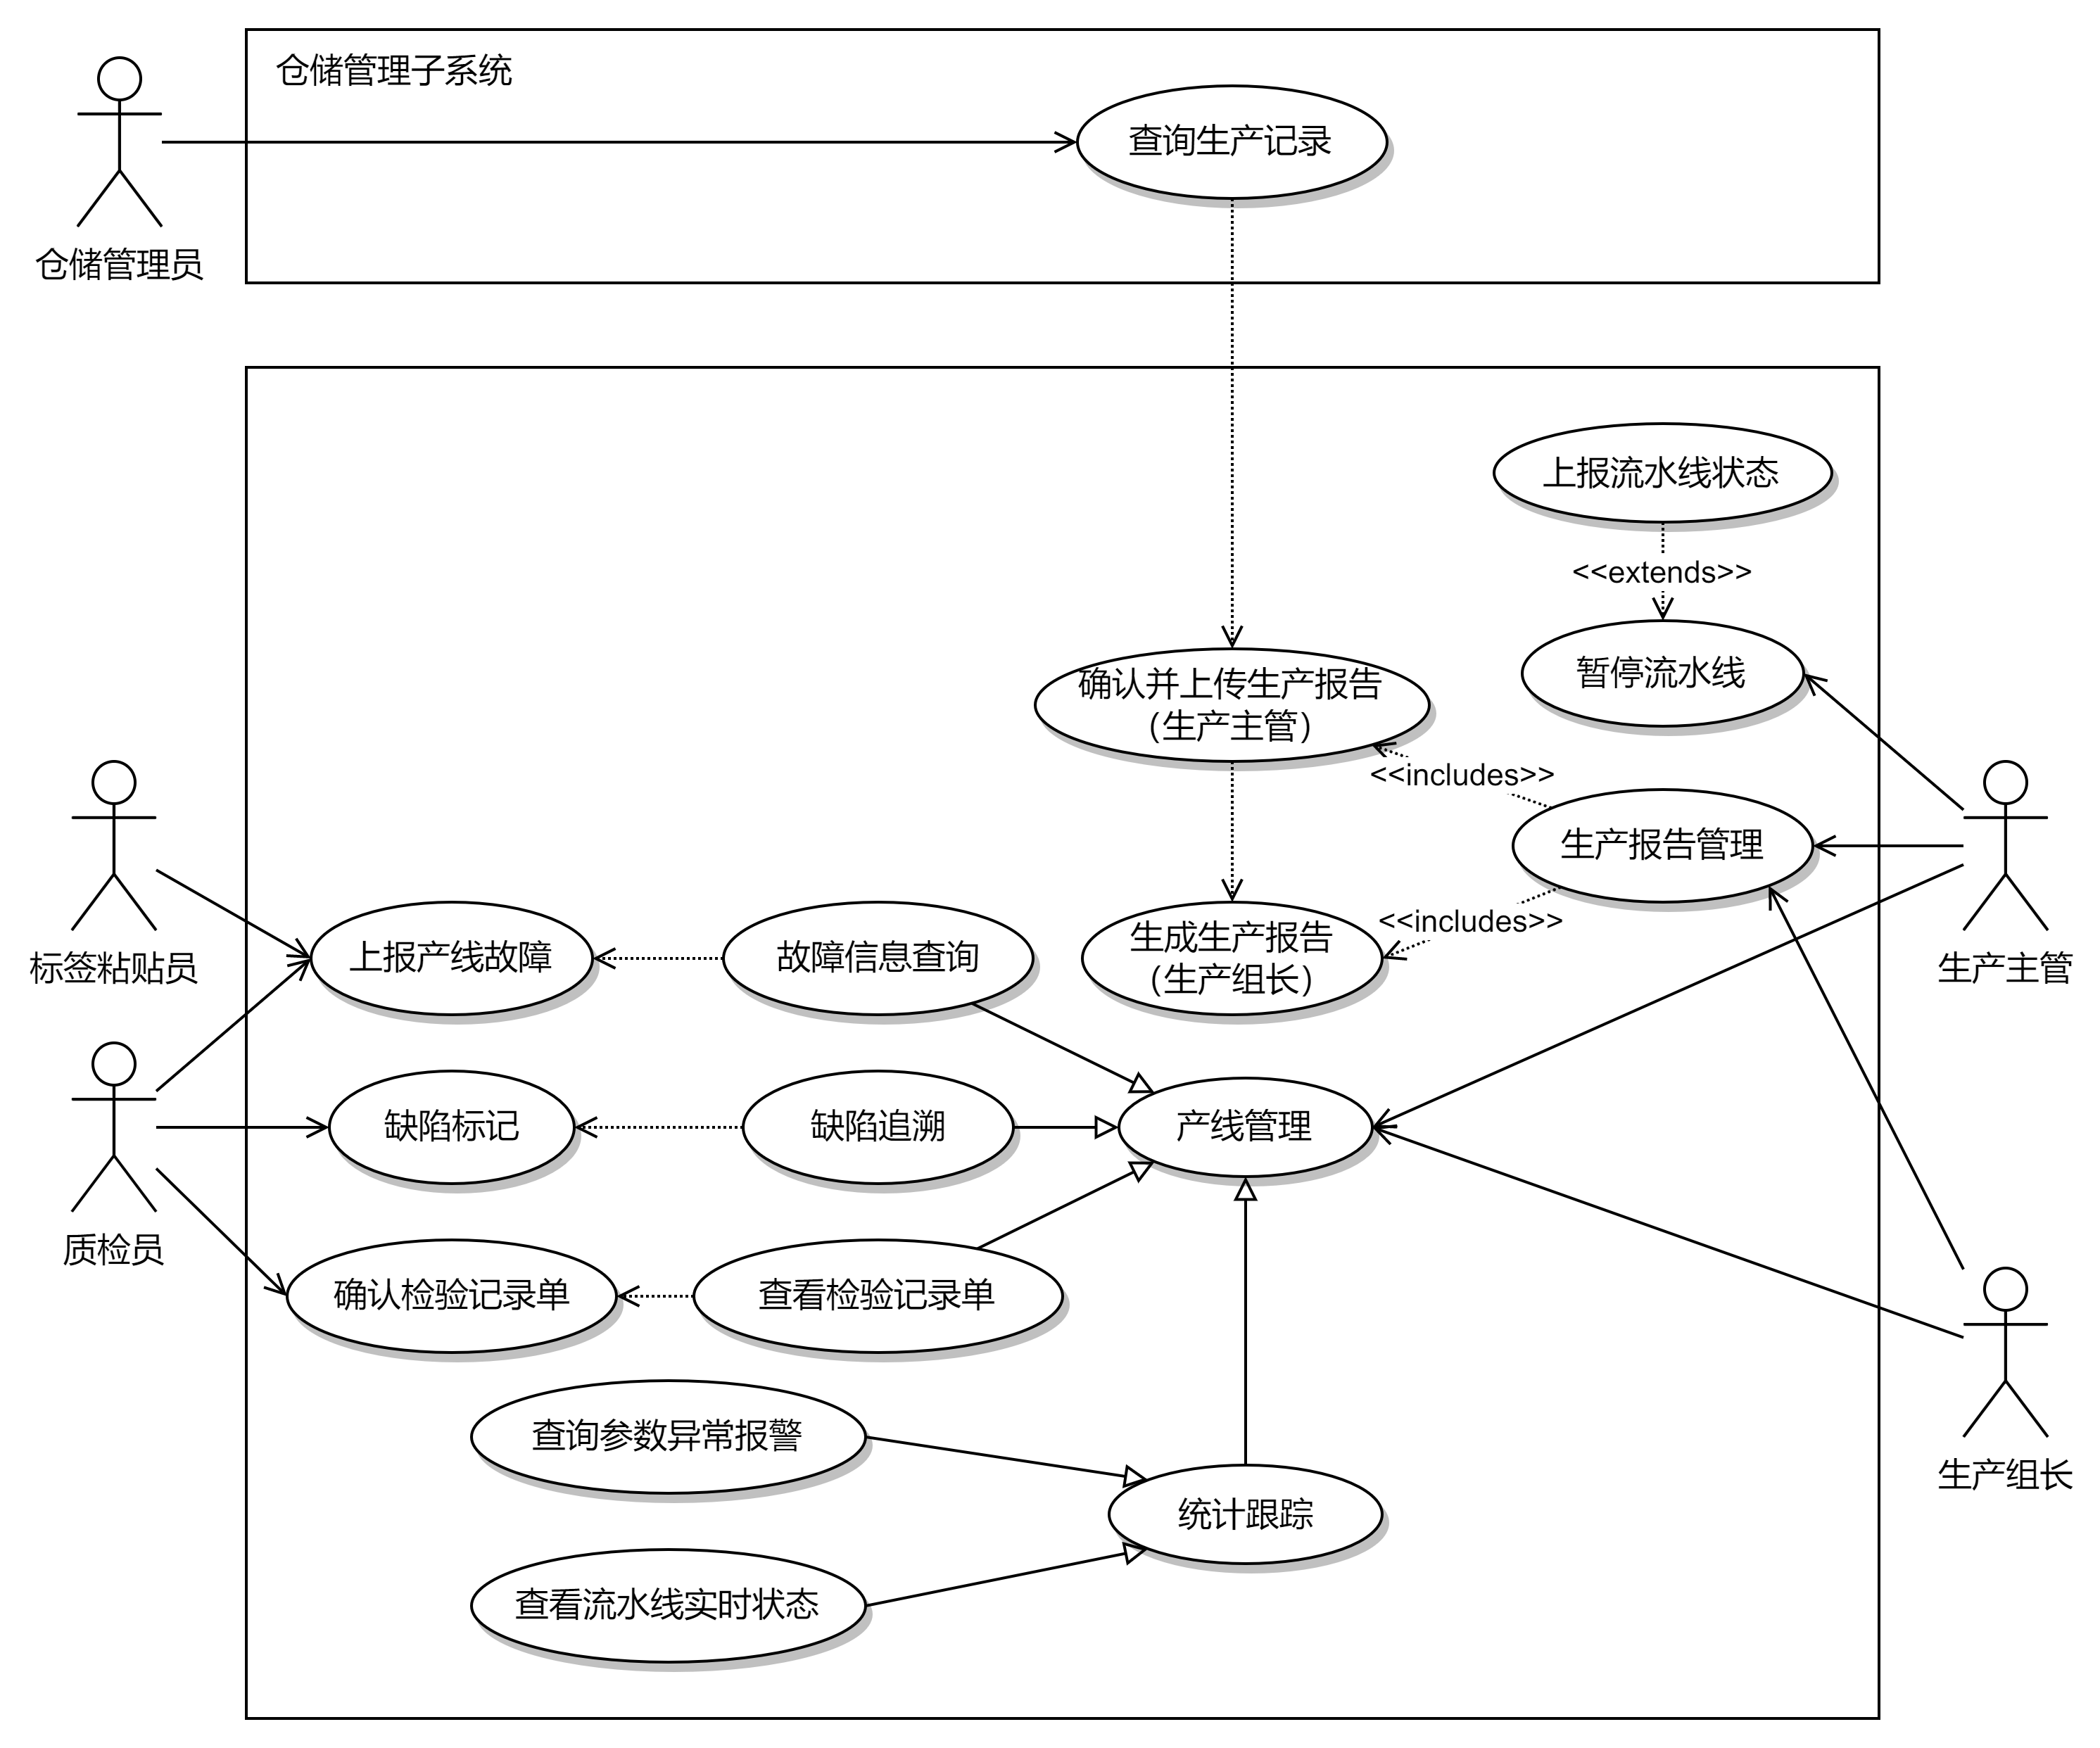 仓储管理子系统
查询生产记录
仓储管理员
上报流水线状态
<<extends>>
暂停流水线
确认并上传生产报告
（生产主管）
<<includes>>
生产报告管理
<<includes>>
生成生产报告
（生产组长）
标签粘贴员
上报产线故障
故障信息查询
生产主管
缺陷标记
缺陷追溯
产线管理
质检员
确认检验记录单
查看检验记录单
查询参数异常报警
统计跟踪
生产组长
查看流水线实时状态